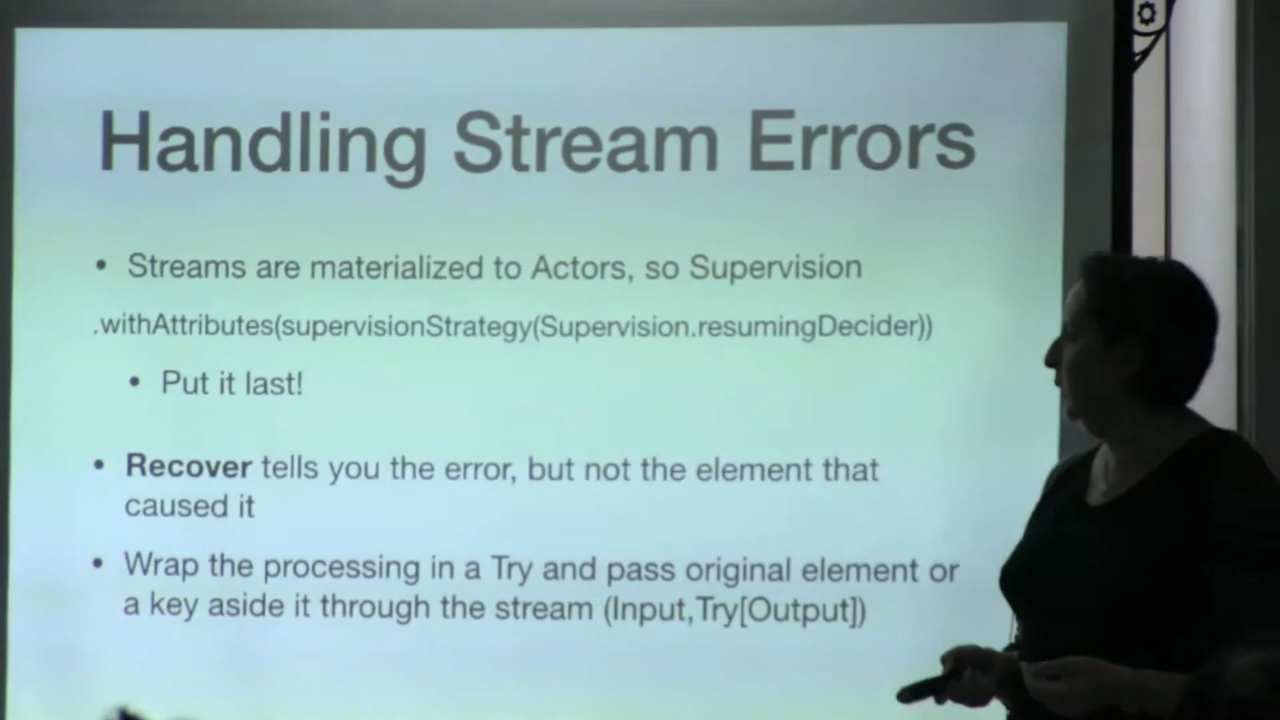 Handling Stream Errors
• Streams are materialized to Actors, so Supervision
.withAttributes(supervisionStrategy(Supervision.resumingDecider))
• Put it last!
• Recover tells you the error, but not the element that
caused it
• Wrap the processing in a Try and pass original element or
a key aside it through the stream (Input,Try[Output])